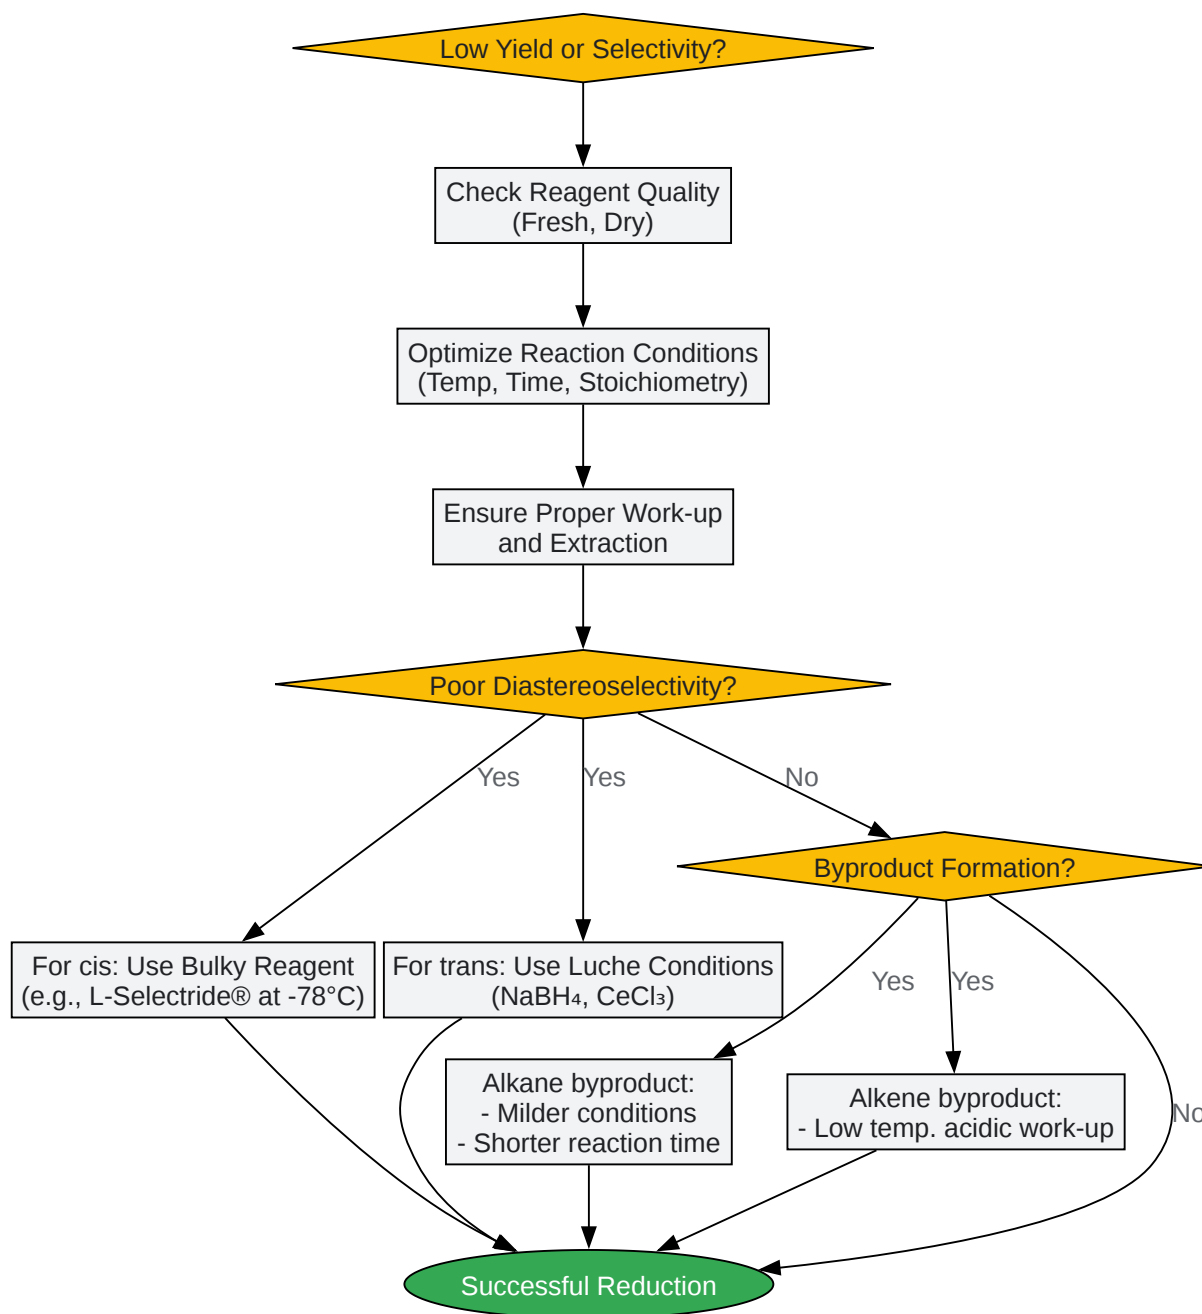 Low Yield or Selectivity?
Check Reagent Quality
(Fresh, Dry)
Optimize Reaction Conditions
(Temp, Time, Stoichiometry)
Ensure Proper Work-up
and Extraction
Poor Diastereoselectivity?
Yes
Yes
No
Byproduct Formation?
For cis: Use Bulky Reagent
(e.g., L-Selectride® at -78°C)
For trans: Use Luche Conditions
(NaBH₄, CeCl₃)
Yes
Yes
No
Alkane byproduct:
- Milder conditions
- Shorter reaction time
Alkene byproduct:
- Low temp. acidic work-up
Successful Reduction